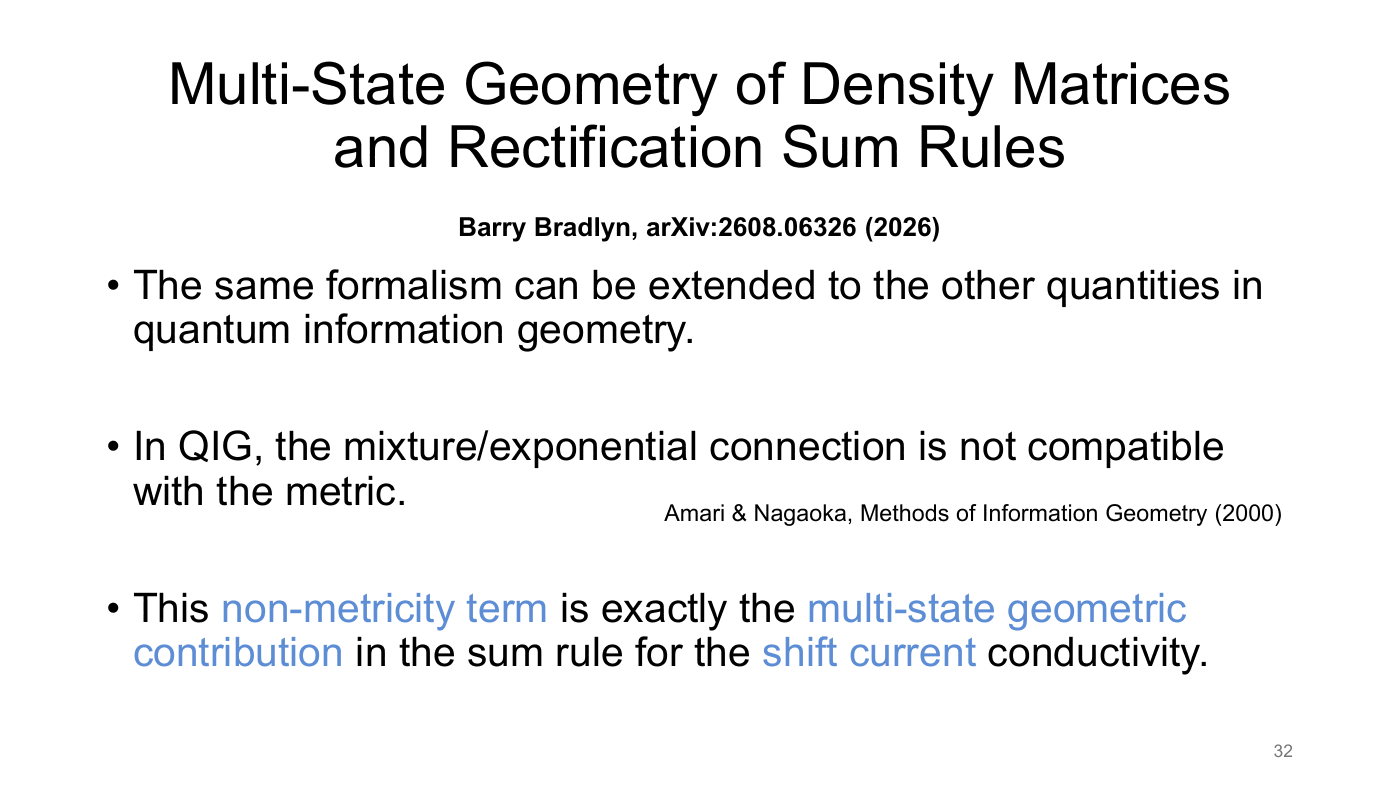 Multi-State Geometry of Density Matrices
and Rectification Sum Rules
Barry Bradlyn, arXiv:2608.06326 (2026)
• The same formalism can be extended to the other quantities in
quantum information geometry.
• In QIG, the mixture/exponential connection is not compatible
with the metric.
Amari & Nagaoka, Methods of Information Geometry (2000)
• This non-metricity term is exactly the multi-state geometric
contribution in the sum rule for the shift current conductivity.
32